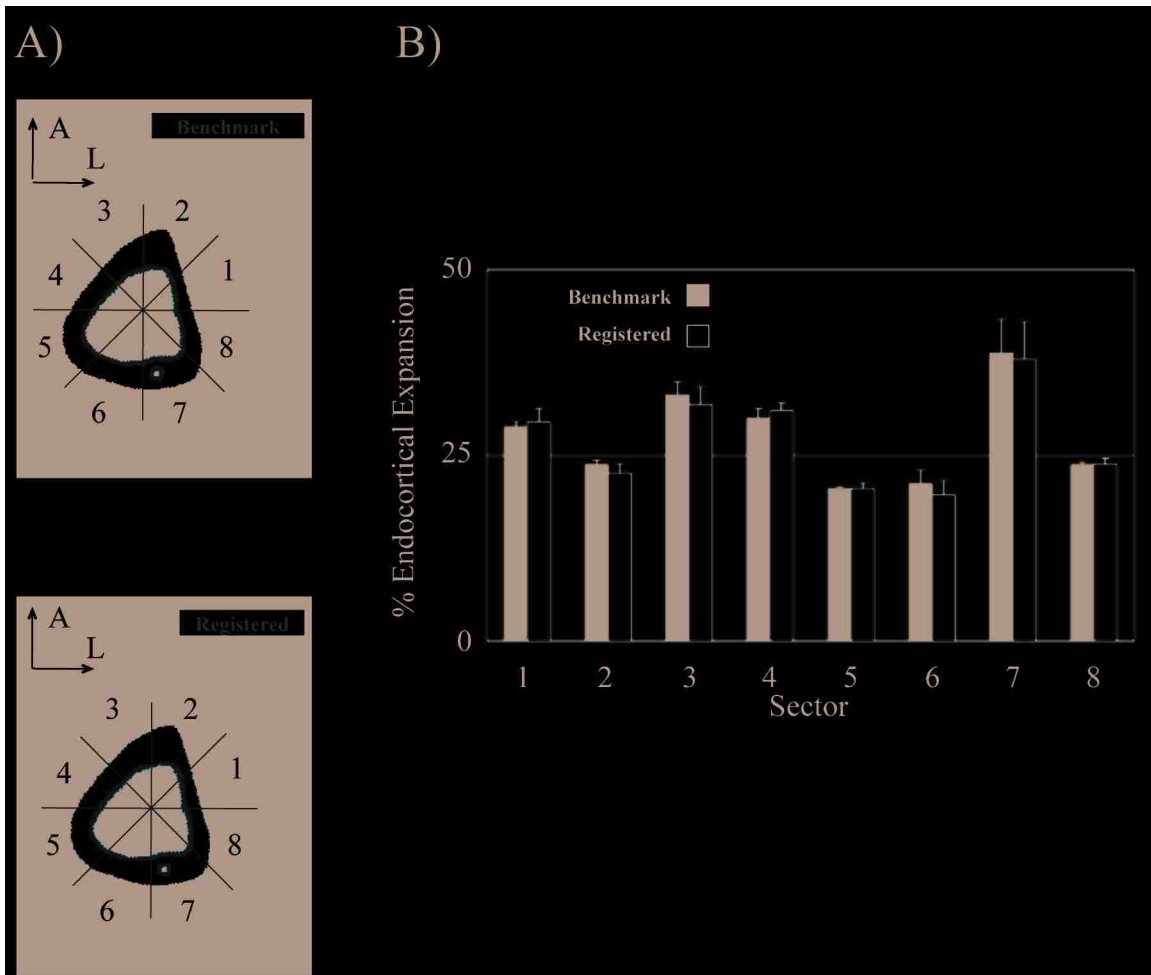 A)
Benchmark
A
L
3 2
4 1
5 8
6 7
Registered
A
L
3 2
4 1
5 8
6 7
B)
% Endocortical Expansion
50
25
0
Benchmark
Registered
1 2 3 4 5 6 7 8
Sector